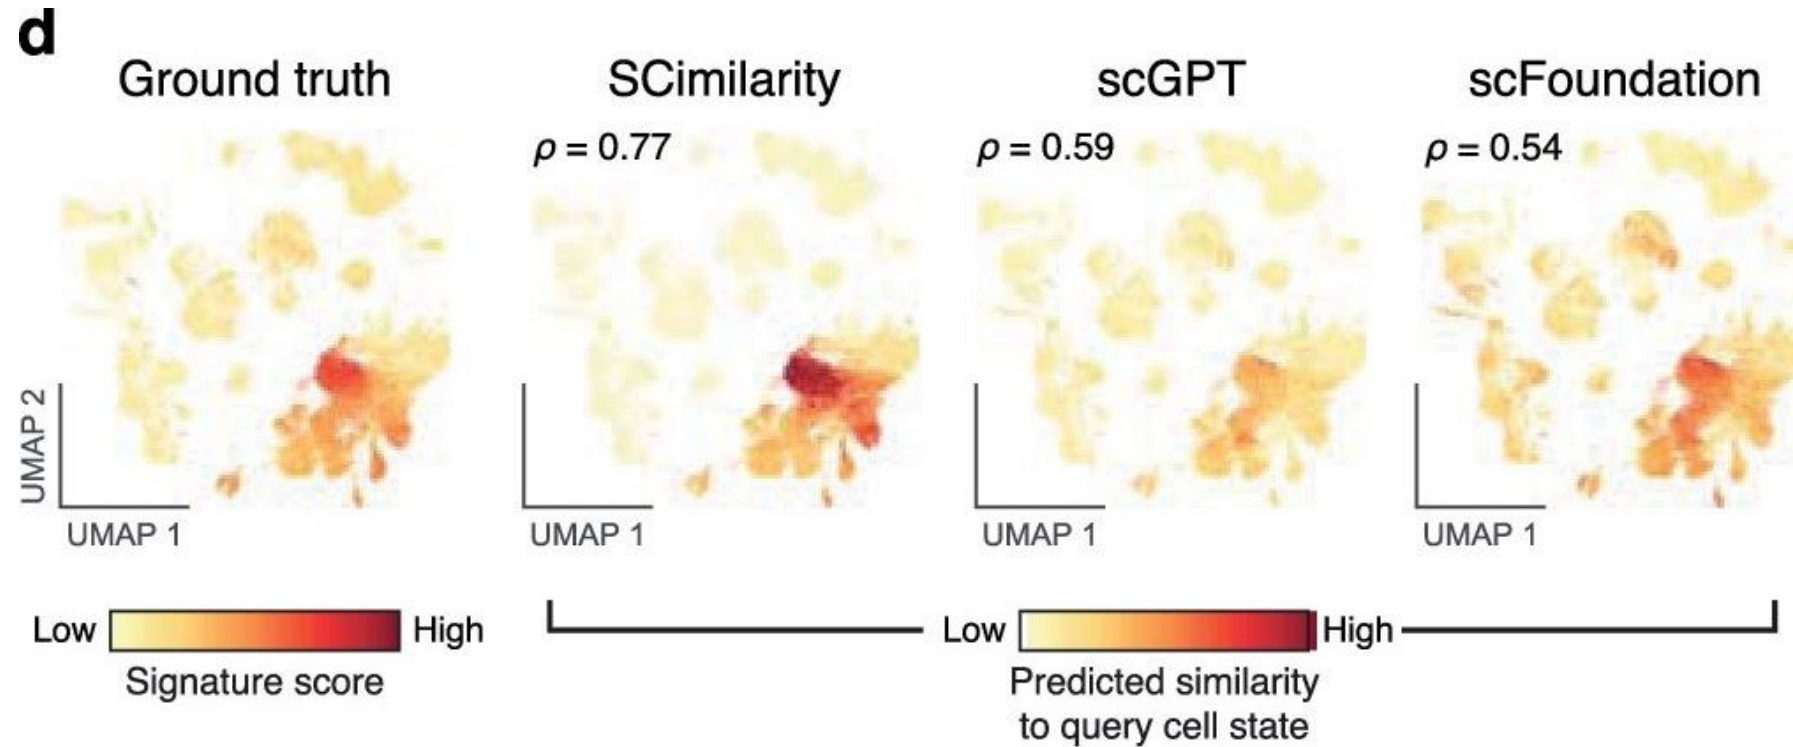 d
Ground truth
SCimilarity
scGPT
scFoundation
ρ = 0.77
ρ = 0.59
ρ = 0.54
UMAP 2
UMAP 1
UMAP 1
UMAP 1
UMAP 1
Low
High
Signature score
Low
High
Predicted similarity
to query cell state